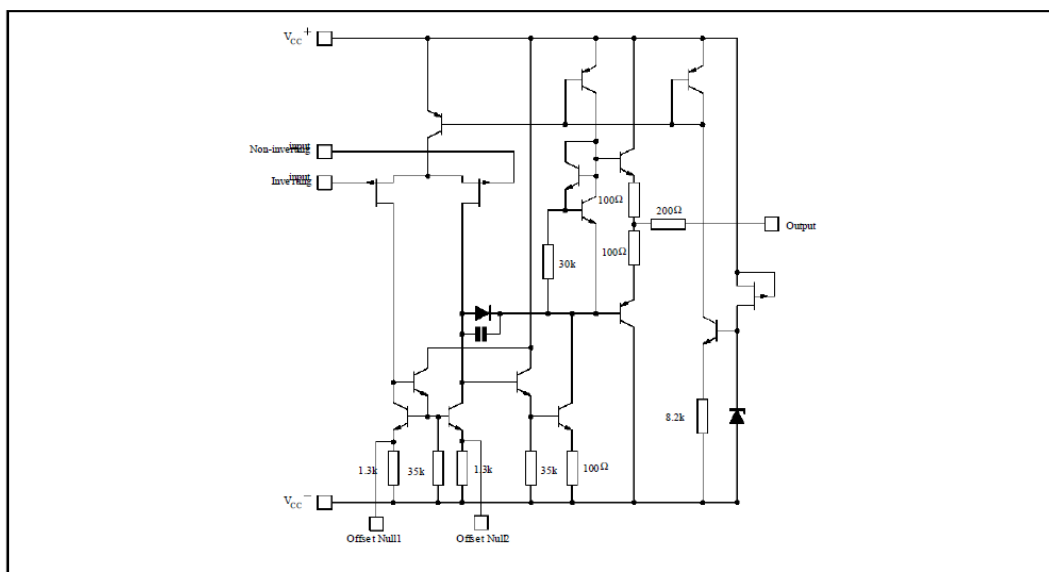 VCC+
input
Non-inverting
input
Inverting
100Ω
200Ω
Output
100Ω
30k
8.2k
1.3k
35k
1.3k
35k
100Ω
VCC−
Offset Null1
Offset Null2